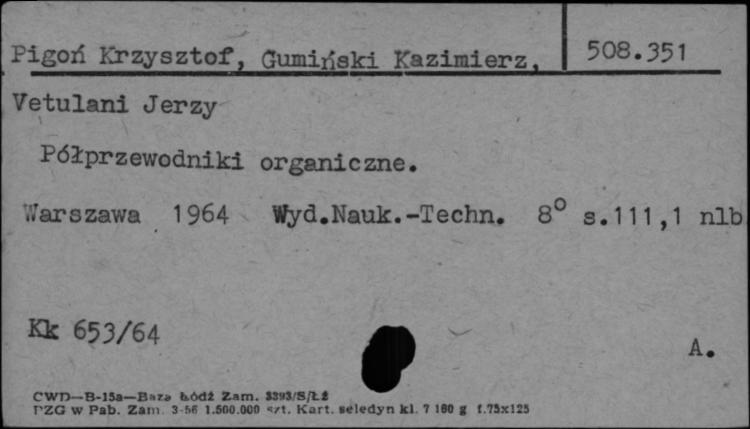 Pigoń Krzysztof, Gumiński Kazimierz, 508.351
Vetulani Jerzy
Półprzewodniki organiczne.
Warszawa 1964 Wyd.Nauk.-Techn. 8° s.111,1 nlb
Kk 653/64
A.
CWD—B-15a—Baza Łódź Zam. 3393/S/Łź
PZG w Pab. Zam. 3-56 1.500.000 szt. Kart. seledyn kl. 7 180 g 7.75x125